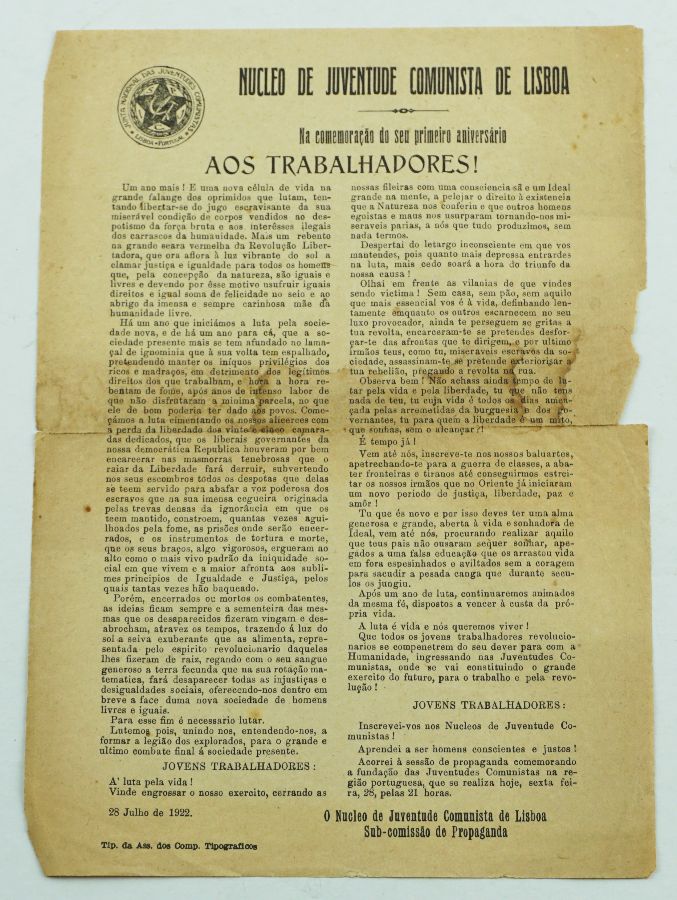 JUNTA NACIONAL DAS JUVENTUDES COMUNISTAS
LISBOA • PORTUGAL
NUCLEO DE JUVENTUDE COMUNISTA DE LISBOA
Na comemoração do seu primeiro aniversário
AOS TRABALHADORES!
Um ano mais! E uma nova célula de vida na
grande falange dos oprimidos que lutam, ten-
tando libertar-se do jugo escravisante da sua
miserável condição de corpos vendidos ao des-
potismo da força bruta e aos interêsses ilegais
dos carrascos da humanidade. Mais um rebento
na grande seara vermelha da Revolução Liber-
tadora, que ora aflora à luz vibrante do sol a
clamar justiça e igualdade para todos os homens
que, pela concepção da natureza, são iguais e
livres e devendo por êsse motivo usufruir iguais
direitos e igual soma de felicidade no seio e ao
abrigo da imensa e sempre carinhosa mãe da
humanidade livre.
Há um ano que iniciámos a luta pela socie-
dade nova, e de há um ano para cá, que a so-
ciedade presente mais se tem afundado no lama-
çal de ignominia que à sua volta tem espalhado,
pretendendo manter os iníquos privilégios dos
ricos e madraços, em detrimento dos legítimos
direitos dos que trabalham, e hora a hora re-
bentam de fome, após anos de intenso labor de
que não disfrutaram a minima parcela, no que
ele de bom poderia ter dado aos povos. Come-
çámos a luta cimentando os nossos alicerces com
a perda da liberdade dos vinte e cinco camara-
das dedicados, que os liberais governantes da
nossa democrática Republica houveram por bem
encarcerar nas masmorras tenebrosas que o
raiar da Liberdade fará derruir, subvertendo
nos seus escombros todos os despotas que delas
se teem servido para abafar a voz poderosa dos
escravos que na sua imensa cegueira originada
pelas trevas densas da ignorância em que os
teem mantido, constroem, quantas vezes agui-
lhoados pela fome, as prisões onde serão encer-
rados, e os instrumentos de tortura e morte,
que os seus braços, algo vigorosos, ergueram ao
alto como o mais vivo padrão da iniquidade so-
cial em que vivem e a maior afronta aos subli-
mes principios de Igualdade e Justiça, pelos
quais tantas vezes hão baqueado.
Porém, encerrados ou mortos os combatentes,
as ideias ficam sempre e a sementeira das mes-
mas que os desaparecidos fizeram vingam e des-
abrocham, atravez os tempos, trazendo á luz do
sol a seiva exuberante que as alimenta, repre-
sentada pelo espirito revolucionario daqueles
que lhes fizeram de raiz, regando com o seu sangue
generoso a terra fecunda que na sua rotação ma-
tematica, fará desaparecer todas as injustiças e
desigualdades sociais, oferecendo-nos dentro em
breve a face duma nova sociedade de homens
livres e iguais.
Para esse fim é necessario lutar.
Lutemos pois, unindo nos, entendendo-nos, a
formar a legião dos explorados, para o grande e
ultimo combate final á sociedade presente.
JOVENS TRABALHADORES:
A' luta pela vida!
Vinde engrossar o nosso exercito, cerrando as
nossas fileiras com uma consciencia sã e um Ideal
grande na mente, a pelejar o direito à existencia
que a Natureza nos conferiu e que outros homens
egoistas e maus nos usurparam tornando-nos mi-
seraveis parias, a nós que tudo produzimos, sem
nada termos.
Despertai do letargo inconsciente em que vos
mantendes, pois quanto mais depressa entrardes
na luta, mais cedo soará a hora do triunfo da
nossa causa!
Olhai em frente as vilanias de que vindes
sendo victima! Sem casa, sem pão, sem aquilo
que mais essencial vos é à vida, definhando len-
tamente emquanto os outros escarnecem no seu
luxo provocador, ainda te perseguem se gritas a
tua revolta, encarceram-te se pretendes desfor-
çar-te das afrontas que te dirigem, e por ultimo
irmãos teus, como tu, miseráveis escravos da so-
ciedade, assassinam-te se pretende exteriorizar a
tua rebelião, pregando a revolta na rua.
Observa bem! Não achas ainda tempo de lu-
tar pela vida e pela liberdade, tu que não tens
nada de teu, tu cuja vida é todos os dias amea-
çada pelas arremetidas da burguesia e dos go-
vernantes, tu para quem a liberdade é um mito,
que sonhas, sem o alcançar?!
É tempo já!
Vem até nós, inscreve-te nos nossos baluartes,
apetrechando-te para a guerra de classes, a aba-
ter fronteiras e tiranos até conseguirmos estrei-
tar os nossos irmãos que no Oriente já iniciaram
um novo periodo de justiça, liberdade, paz e
amôr!
Tu que és novo e por isso deves ter uma alma
generosa e grande, aberta à vida e sonhadora de
Ideal, vem até nós, procurando realizar aquilo
que teus pais não ousaram sequer sonhar, ape-
gados a uma falsa educação que os arrastou vida
em fora espesinhados e aviltados sem a coragem
para sacudir a pesada canga que durante secu-
los os jungiu.
Após um ano de luta, continuaremos animados
da mesma fé, dispostos a vencer à custa da pró-
pria vida.
A luta é vida e nós queremos viver!
Que todos os jovens trabalhadores revolucio-
narios se compenetrem do seu dever para com a
Humanidade, ingressando nas Juventudes Co-
munistas, onde se vai constituindo o grande
exercito do futuro, para o trabalho e pela revo-
lução!
JOVENS TRABALHADORES:
Inscrevei-vos nos Nucleos de Juventude Co-
munistas!
Aprendei a ser homens conscientes e justos!
Acorrei à sessão de propaganda comemorando
a fundação das Juventudes Comunistas na re-
gião portuguesa, que se realiza hoje, sexta fei-
ra, 28, pelas 21 horas.
28 Julho de 1922.
O Nucleo de Juventude Comunista de Lisboa
Sub-comissão de Propaganda
Tip. da Ass. dos Comp. Tipograficos